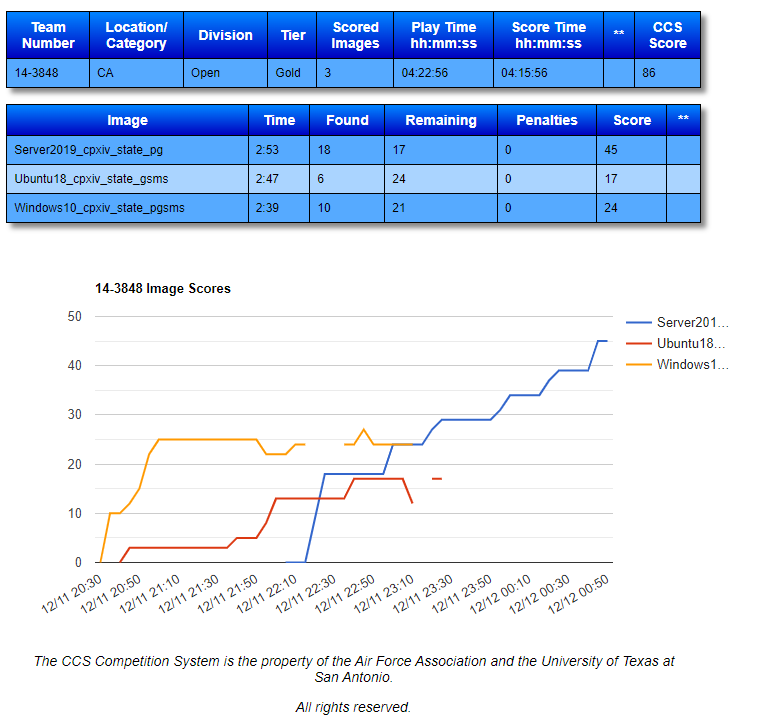 Team Number Location/ Category Division Tier Scored Images Play Time hh:mm:ss Score Time hh:mm:ss ** CCS Score
14-3848 CA Open Gold 3 04:22:56 04:15:56 86
Image Time Found Remaining Penalties Score **
Server2019_cpxiv_state_pg 2:53 18 17 0 45
Ubuntu18_cpxiv_state_gsms 2:47 6 24 0 17
Windows10_cpxiv_state_pgsms 2:39 10 21 0 24
14-3848 Image Scores
50
40
30
20
10
0
Server201...
Ubuntu18...
Windows1...
12/11 20:30 12/11 20:50 12/11 21:10 12/11 21:30 12/11 21:50 12/11 22:10 12/11 22:30 12/11 22:50 12/11 23:10 12/11 23:30 12/11 23:50 12/12 00:10 12/12 00:30 12/12 00:50
The CCS Competition System is the property of the Air Force Association and the University of Texas at
San Antonio.
All rights reserved.